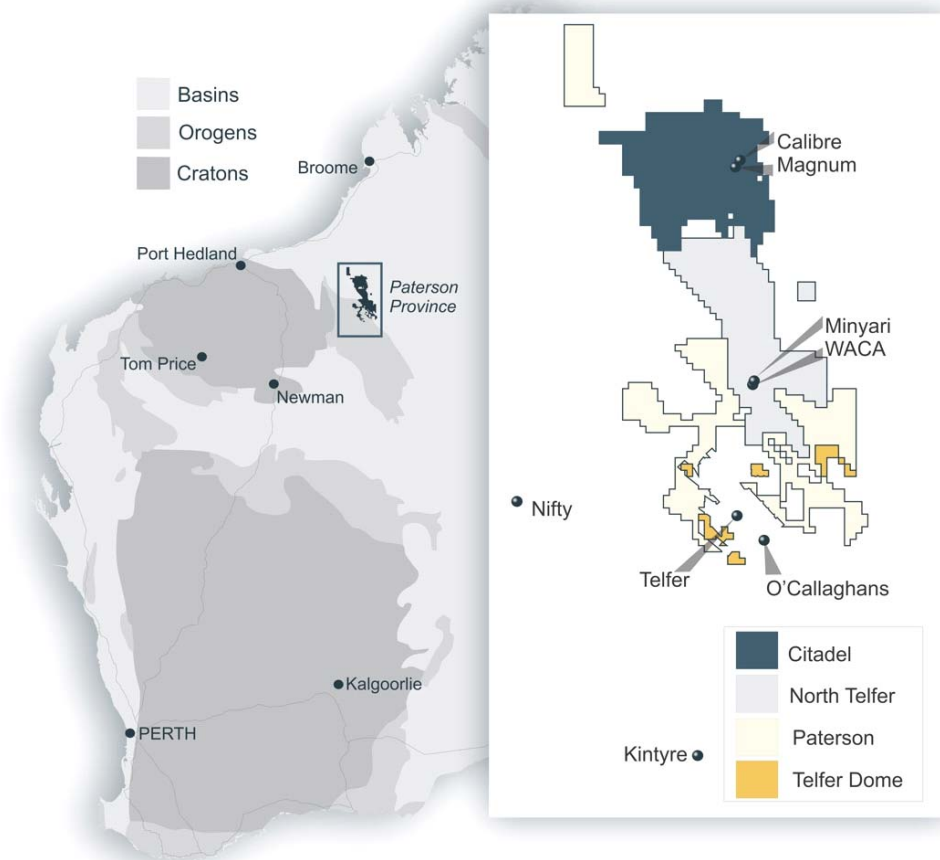 Basins
Orogens
Cratons
Broome
Port Hedland
Paterson
Province
Tom Price
Newman
Kalgoorlie
PERTH
Calibre
Magnum
Minyari
WACA
Nifty
Telfer
O'Callaghans
Kintyre
Citadel
North Telfer
Paterson
Telfer Dome